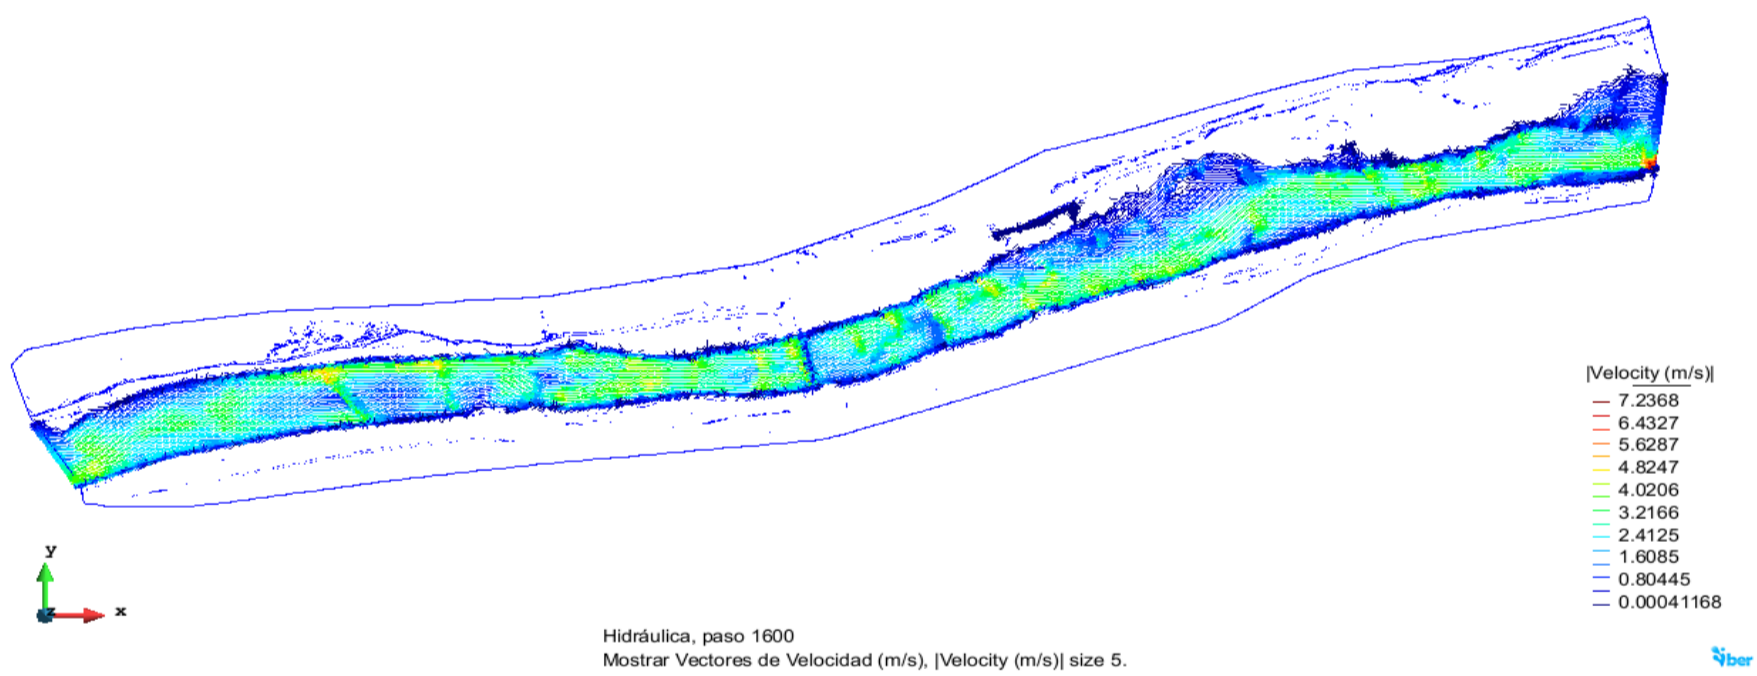 |Velocity (m/s)|
7.2368
6.4327
5.6287
4.8247
4.0206
3.2166
2.4125
1.6085
0.80445
0.00041168
y
z
x
Hidráulica, paso 1600
Mostrar Vectores de Velocidad (m/s), |Velocity (m/s)| size 5.
iber